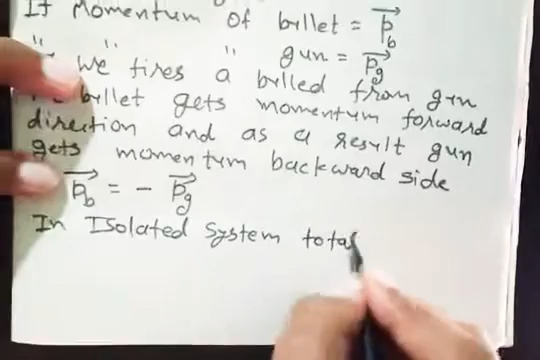 If Momentum of bullet = p⃗b
" " " gun = p⃗g
we fires a bulled from gun
bullet gets momentum forward
direction and as a result gun
gets momentum backward side
p⃗b = - p⃗g
In Isolated system tota